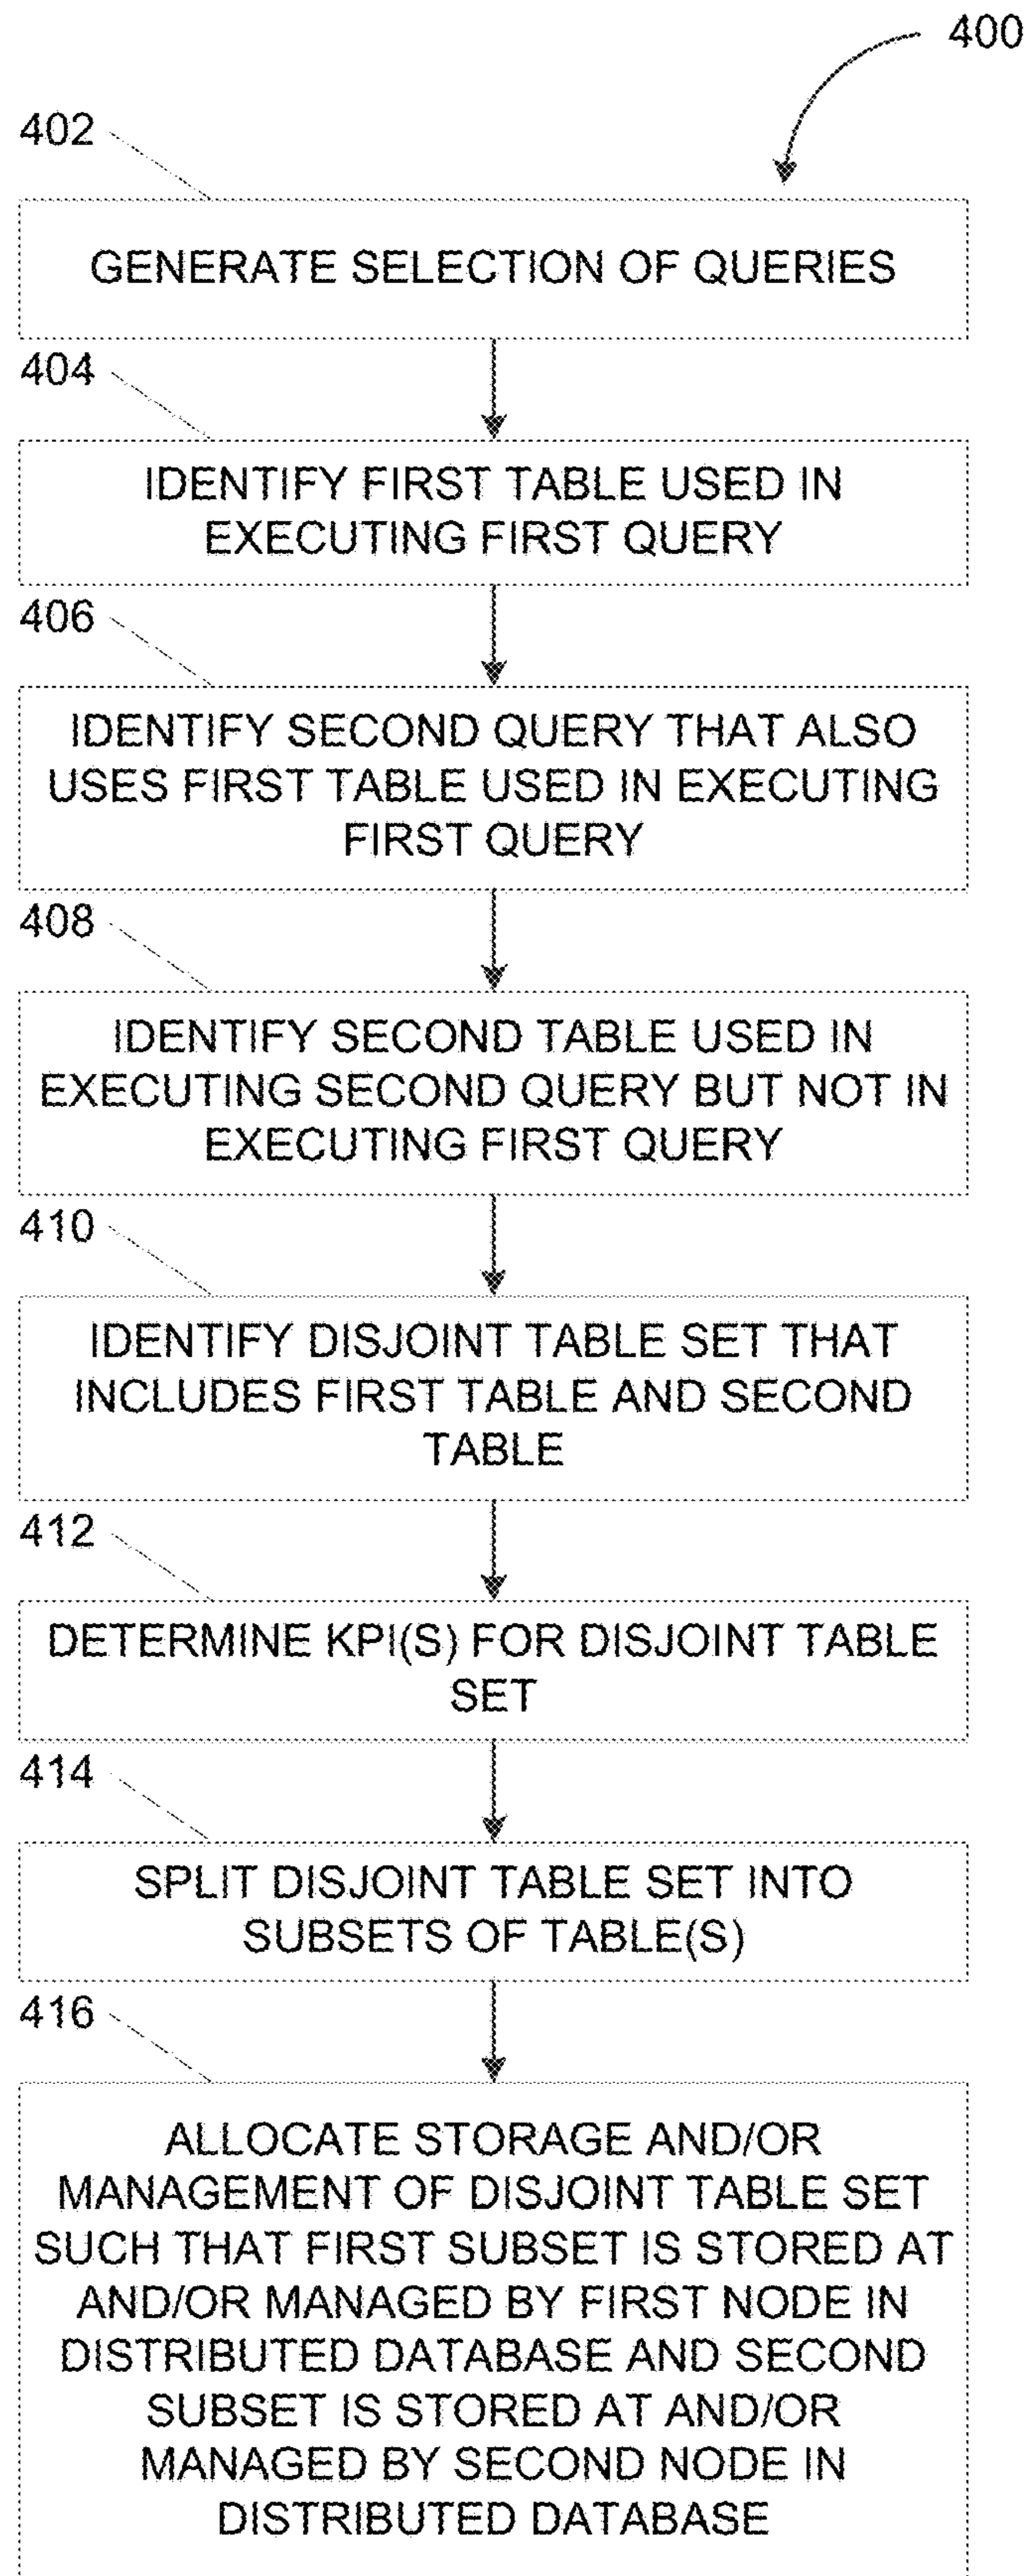 400
402
GENERATE SELECTION OF QUERIES
404
IDENTIFY FIRST TABLE USED IN
EXECUTING FIRST QUERY
406
IDENTIFY SECOND QUERY THAT ALSO
USES FIRST TABLE USED IN EXECUTING
FIRST QUERY
408
IDENTIFY SECOND TABLE USED IN
EXECUTING SECOND QUERY BUT NOT IN
EXECUTING FIRST QUERY
410
IDENTIFY DISJOINT TABLE SET THAT
INCLUDES FIRST TABLE AND SECOND
TABLE
412
DETERMINE KPI(S) FOR DISJOINT TABLE
SET
414
SPLIT DISJOINT TABLE SET INTO
SUBSETS OF TABLE(S)
416
ALLOCATE STORAGE AND/OR
MANAGEMENT OF DISJOINT TABLE SET
SUCH THAT FIRST SUBSET IS STORED AT
AND/OR MANAGED BY FIRST NODE IN
DISTRIBUTED DATABASE AND SECOND
SUBSET IS STORED AT AND/OR
MANAGED BY SECOND NODE IN
DISTRIBUTED DATABASE